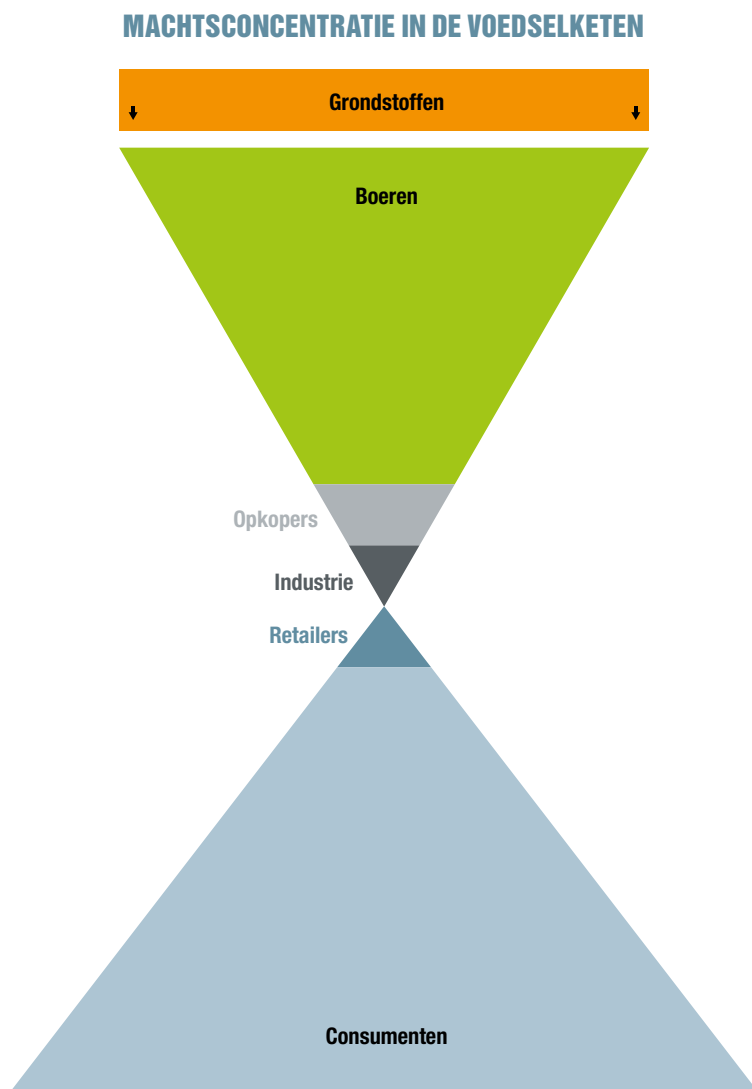 MACHTSCONCENTRATIE IN DE VOEDSELKETEN
Grondstoffen
Boeren
Opkopers
Industrie
Retailers
Consumenten